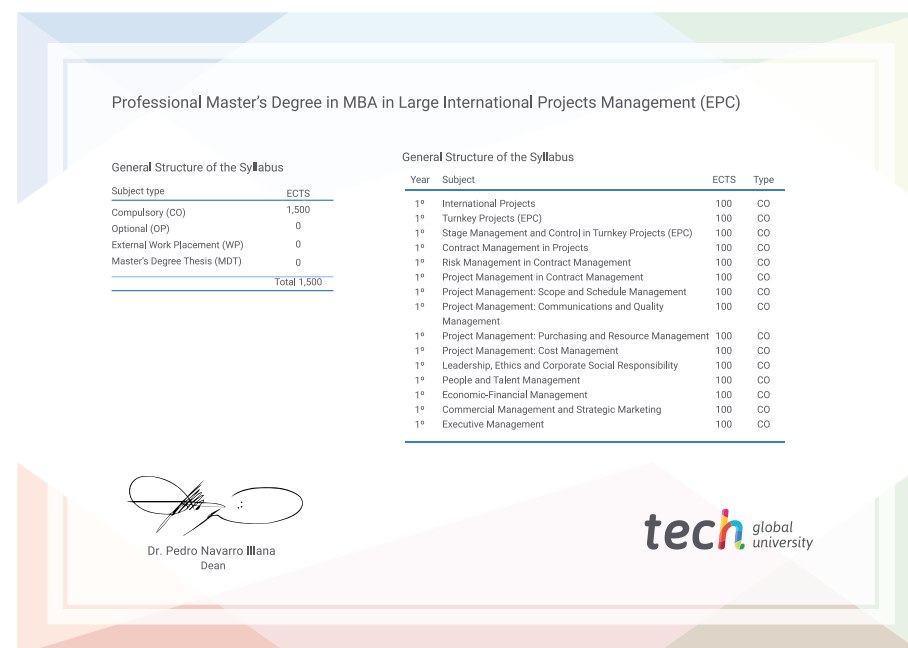 Professional Master's Degree in MBA in Large International Projects Management (EPC)
General Structure of the Syllabus
Subject type ECTS
Compulsory (CO) 1,500
Optional (OP) 0
External Work Placement (WP) 0
Master's Degree Thesis (MDT) 0
Total 1,500
General Structure of the Syllabus
Year Subject ECTS Type
1º International Projects 100 CO
1º Turnkey Projects (EPC) 100 CO
1º Stage Management and Control in Turnkey Projects (EPC) 100 CO
1º Contract Management in Projects 100 CO
1º Risk Management in Contract Management 100 CO
1º Project Management in Contract Management 100 CO
1º Project Management: Scope and Schedule Management 100 CO
1º Project Management: Communications and Quality 100 CO
Management
1º Project Management: Purchasing and Resource Management 100 CO
1º Project Management: Cost Management 100 CO
1º Leadership, Ethics and Corporate Social Responsibility 100 CO
1º People and Talent Management 100 CO
1º Economic-Financial Management 100 CO
1º Commercial Management and Strategic Marketing 100 CO
1º Executive Management 100 CO
Dr. Pedro Navarro Illana
Dean
tech global
university